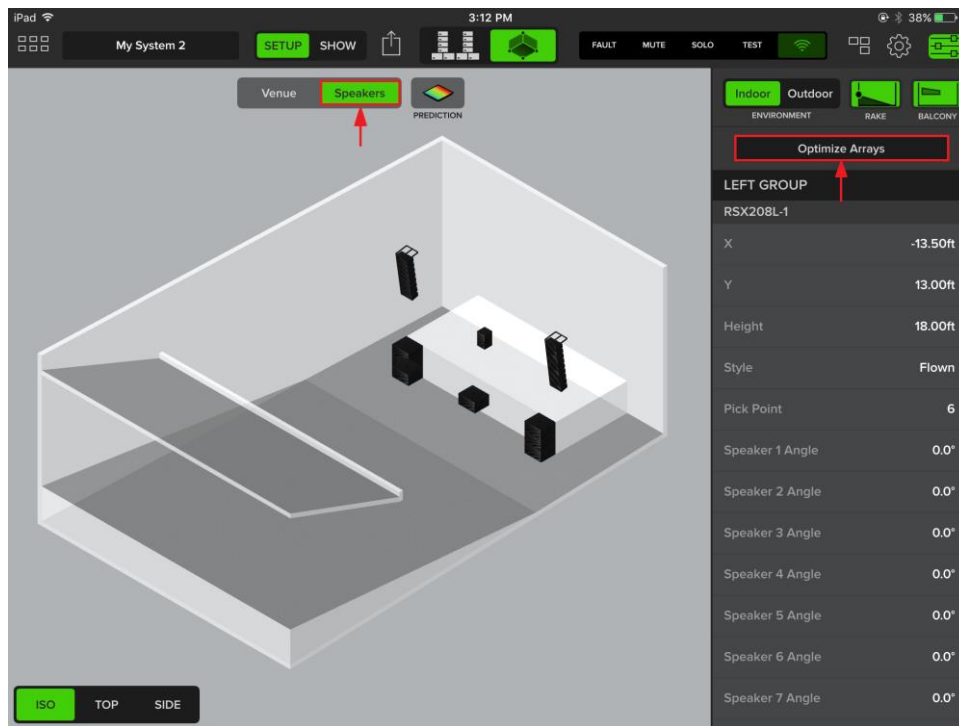 iPad 3:12 PM 38%
My System 2 SETUP SHOW FAULT MUTE SOLO TEST
Venue Speakers
PREDICTION
Indoor Outdoor
ENVIRONMENT RAKE BALCONY
Optimize Arrays
LEFT GROUP
RSX208L-1
X -13.50ft
Y 13.00ft
Height 18.00ft
Style Flown
Pick Point 6
Speaker 1 Angle 0.0°
Speaker 2 Angle 0.0°
Speaker 3 Angle 0.0°
Speaker 4 Angle 0.0°
Speaker 5 Angle 0.0°
Speaker 6 Angle 0.0°
Speaker 7 Angle 0.0°
ISO TOP SIDE